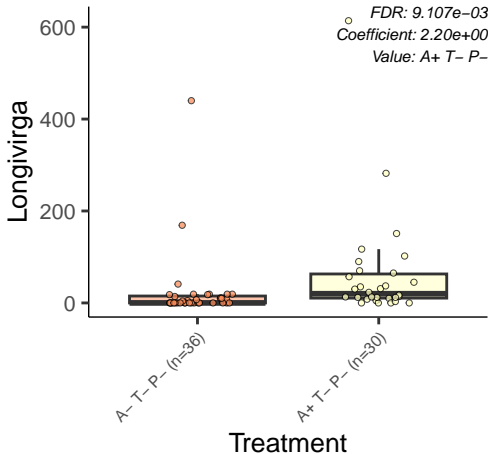 FDR: 9.107e−03
Coefficient: 2.20e+00
Value: A+ T− P−
Longivirga
600
400
200
0
A− T− P− (n=36)
A+ T− P− (n=30)
Treatment